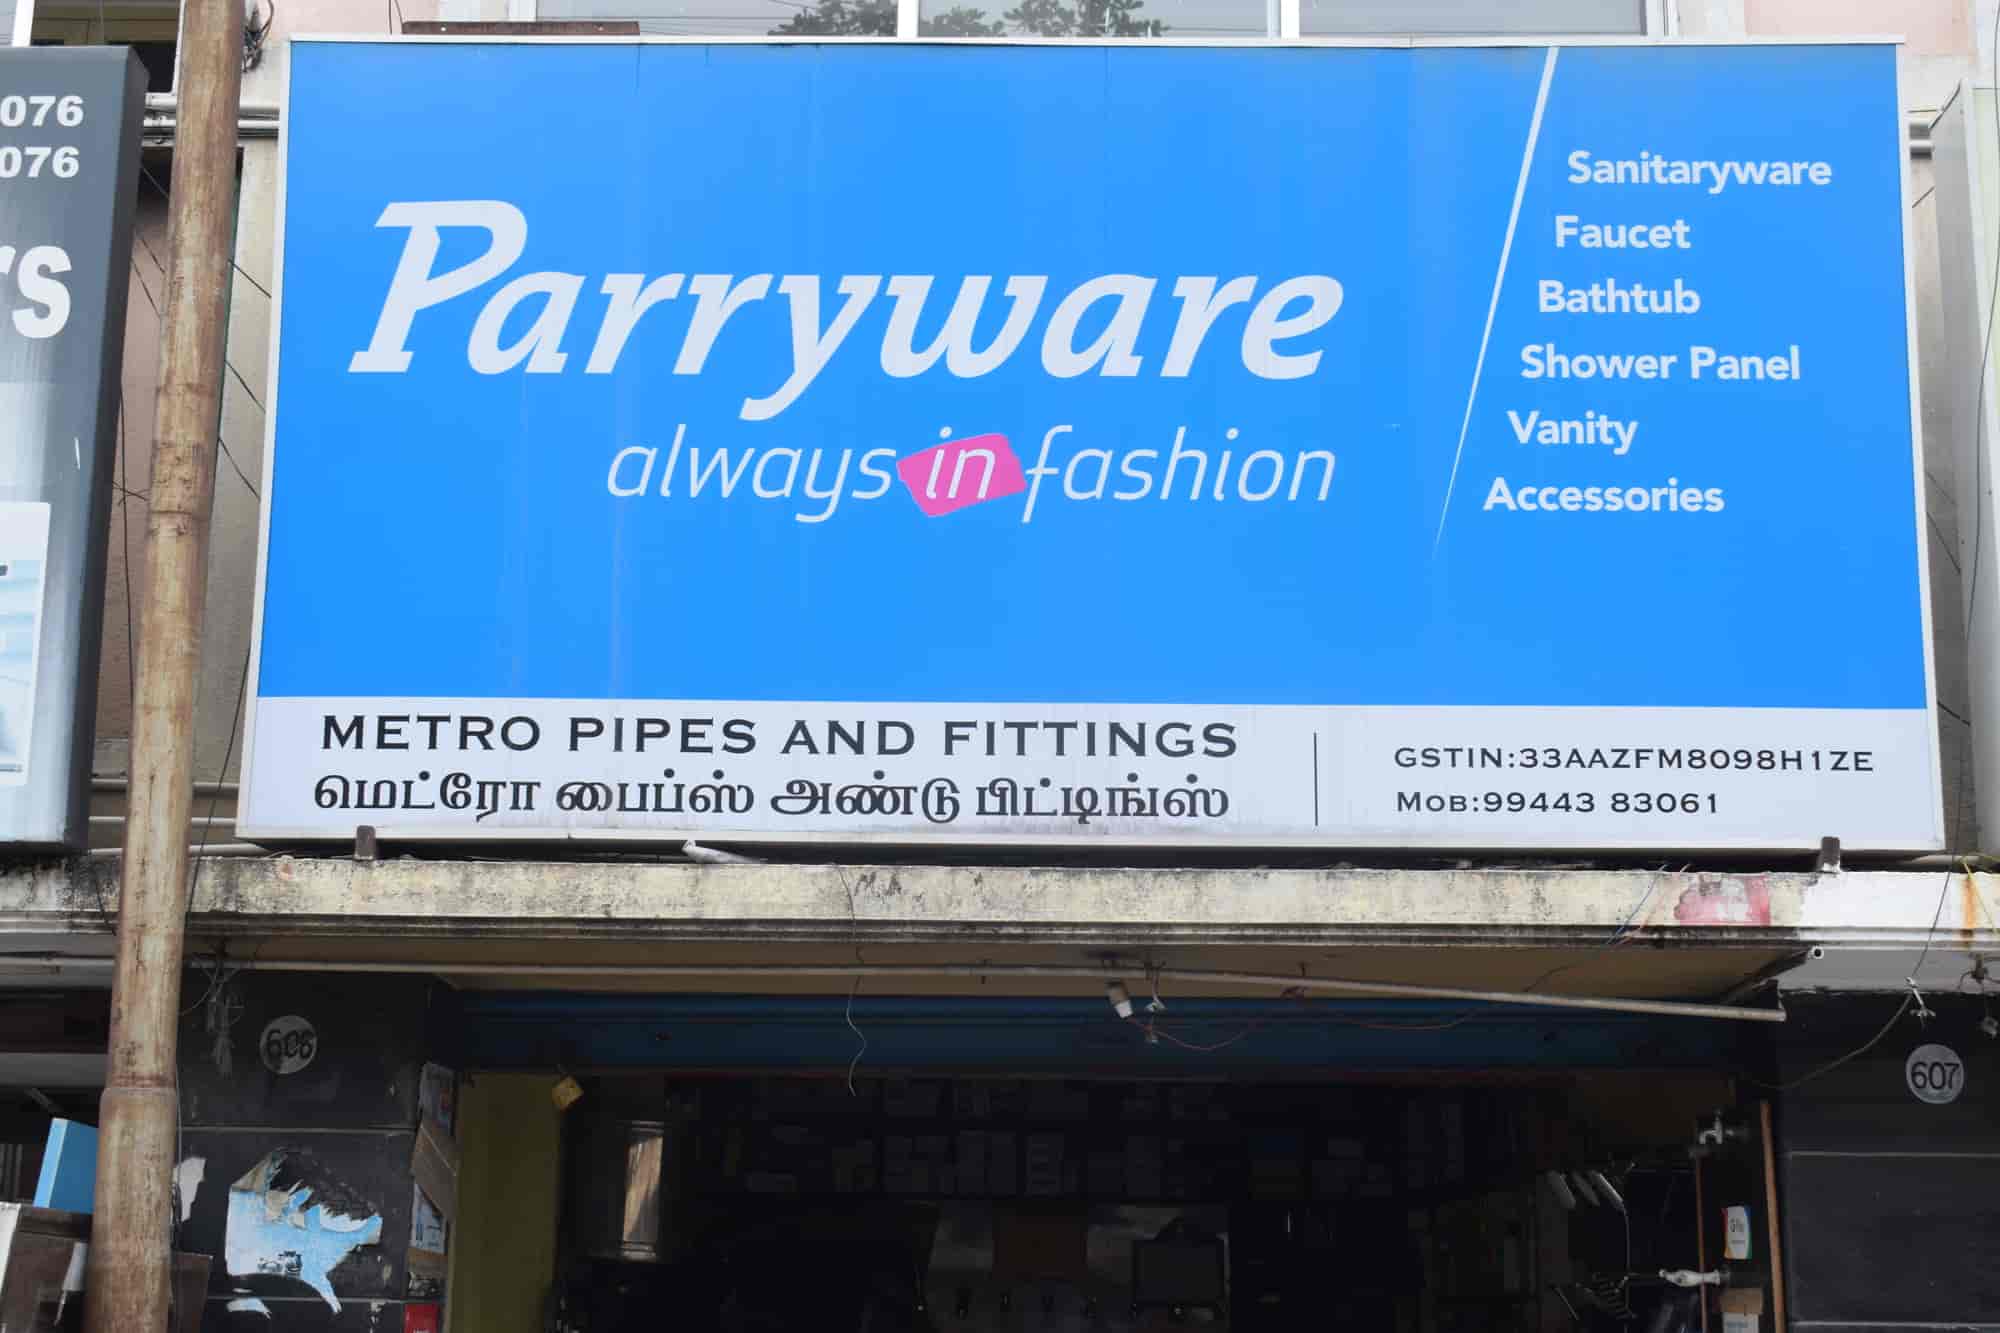 076
076
rs
Parryware
always in fashion
Sanitaryware
Faucet
Bathtub
Shower Panel
Vanity
Accessories
METRO PIPES AND FITTINGS
மெட்ரோ பைப்ஸ் அண்டு பிட்டிங்ஸ்
GSTIN:33AAZFM8098H1ZE
MOB:99443 83061
606
607